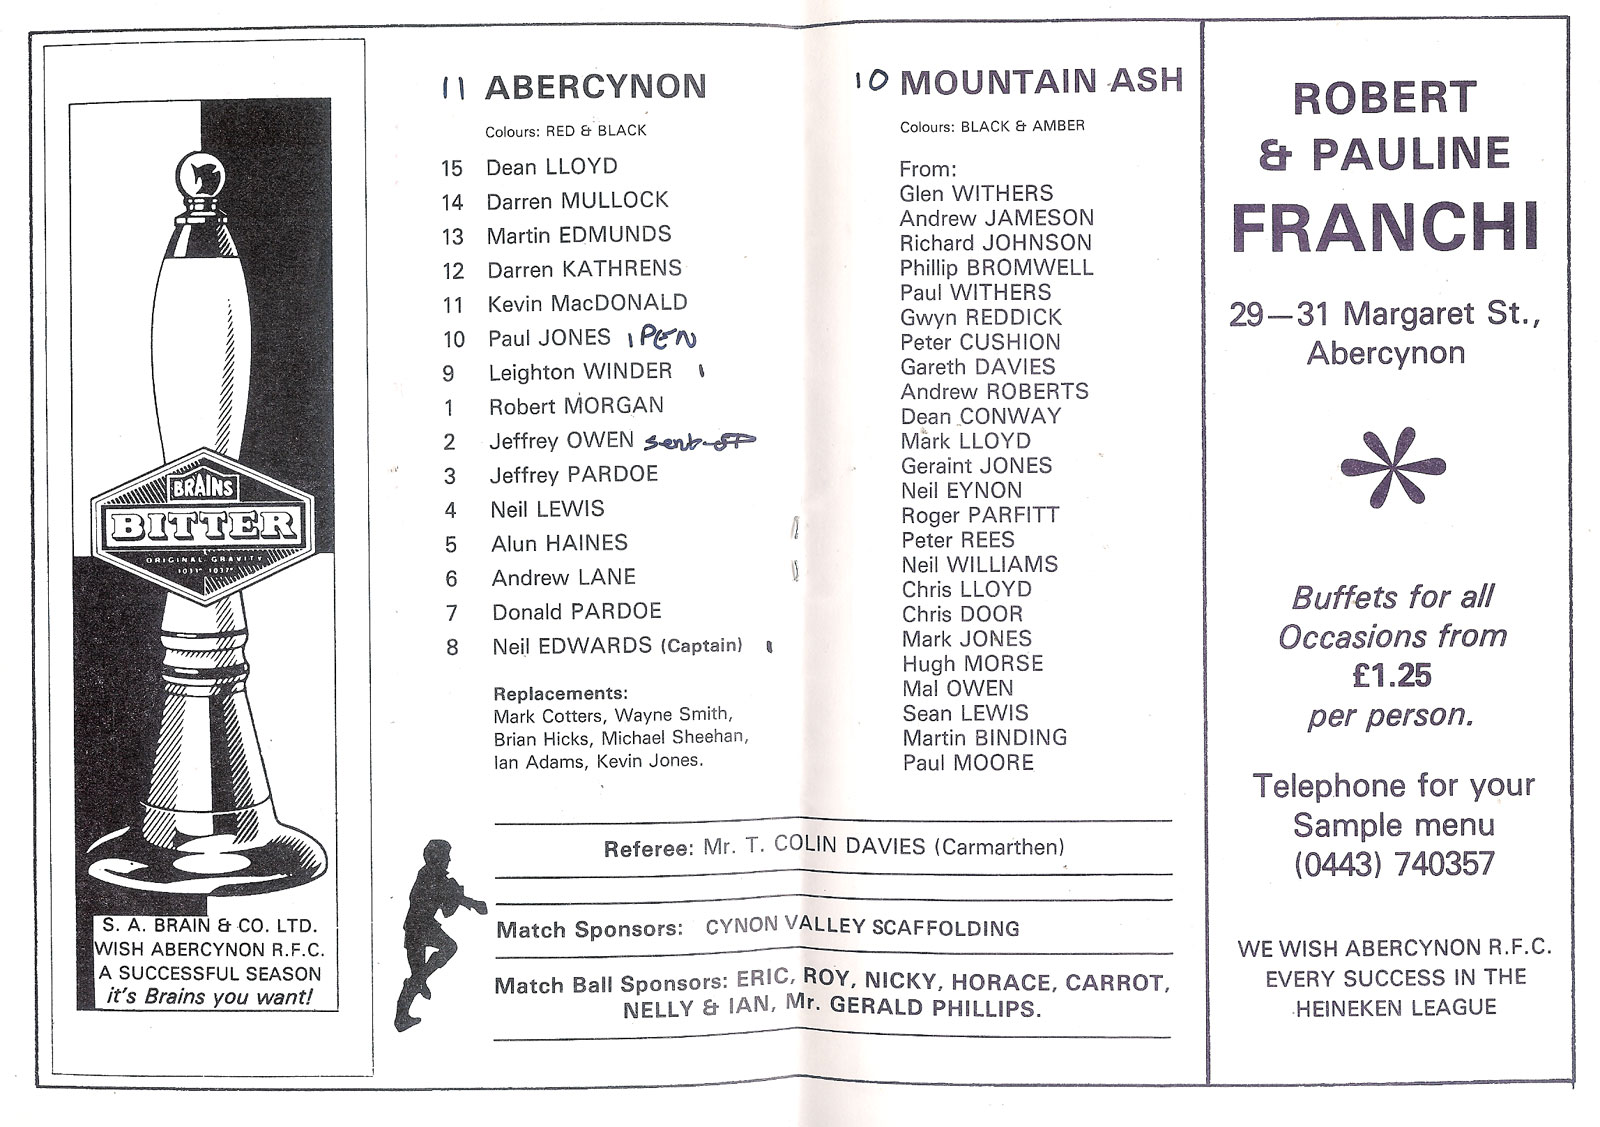 BRAINS
BITTER
ORIGINAL GRAVITY
S. A. BRAIN & CO. LTD.
WISH ABERCYNON R.F.C.
A SUCCESSFUL SEASON
it's Brains you want!
11 ABERCYNON
Colours: RED & BLACK
15 Dean LLOYD
14 Darren MULLOCK
13 Martin EDMUNDS
12 Darren KATHRENS
11 Kevin MacDONALD
10 Paul JONES 1 PEN
9 Leighton WINDER 1
1 Robert MORGAN
2 Jeffrey OWEN sent-off
3 Jeffrey PARDOE
4 Neil LEWIS
5 Alun HAINES
6 Andrew LANE
7 Donald PARDOE
8 Neil EDWARDS (Captain) 1
Replacements:
Mark Cotters, Wayne Smith,
Brian Hicks, Michael Sheehan,
Ian Adams, Kevin Jones.
10 MOUNTAIN ASH
Colours: BLACK & AMBER
From:
Glen WITHERS
Andrew JAMESON
Richard JOHNSON
Phillip BROMWELL
Paul WITHERS
Gwyn REDDICK
Peter CUSHION
Gareth DAVIES
Andrew ROBERTS
Dean CONWAY
Mark LLOYD
Geraint JONES
Neil EYNON
Roger PARFITT
Peter REES
Neil WILLIAMS
Chris LLOYD
Chris DOOR
Mark JONES
Hugh MORSE
Mal OWEN
Sean LEWIS
Martin BINDING
Paul MOORE
Referee: Mr. T. COLIN DAVIES (Carmarthen)
Match Sponsors: CYNON VALLEY SCAFFOLDING
Match Ball Sponsors: ERIC, ROY, NICKY, HORACE, CARROT,
NELLY & IAN, Mr. GERALD PHILLIPS.
ROBERT
& PAULINE
FRANCHI
29—31 Margaret St.,
Abercynon
Buffets for all
Occasions from
£1.25
per person.
Telephone for your
Sample menu
(0443) 740357
WE WISH ABERCYNON R.F.C.
EVERY SUCCESS IN THE
HEINEKEN LEAGUE